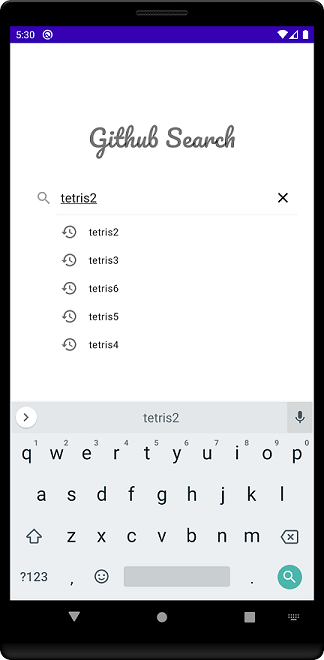 5:30
Github Search
tetris2
tetris2
tetris3
tetris6
tetris5
tetris4
tetris2
1 2 3 4 5 6 7 8 9 0
q w e r t y u i o p
a s d f g h j k l
z x c v b n m
?123 , .